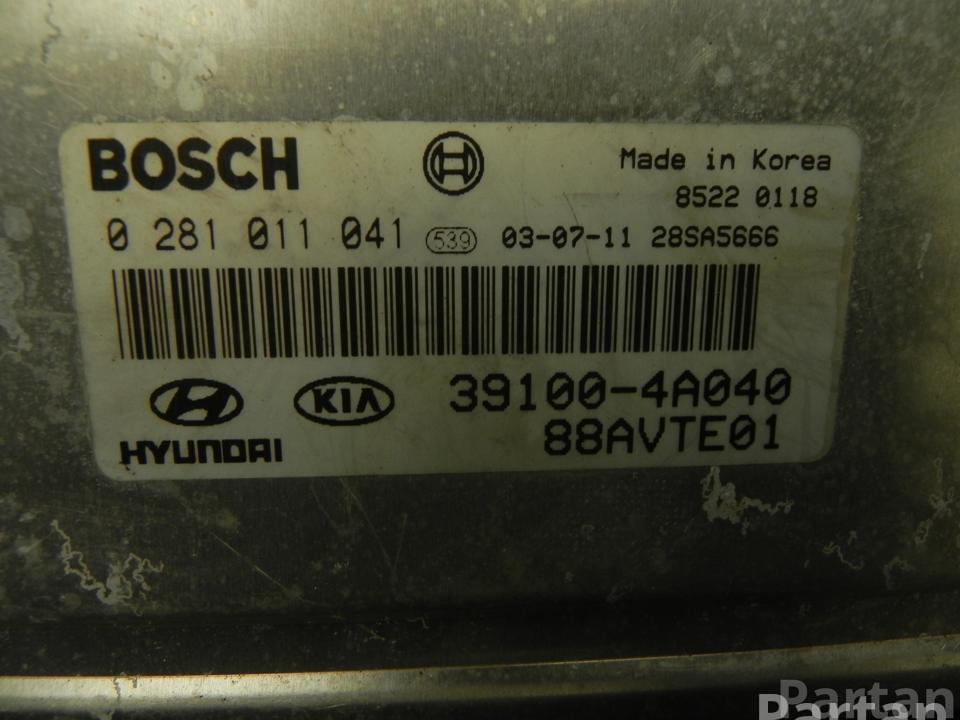 BOSCH
Made in Korea
8522 0118
0 281 011 041 539 03-07-11 28SA5666
KIA 39100-4A040
HYUNDAI 88AVTE01
Partan
Partan